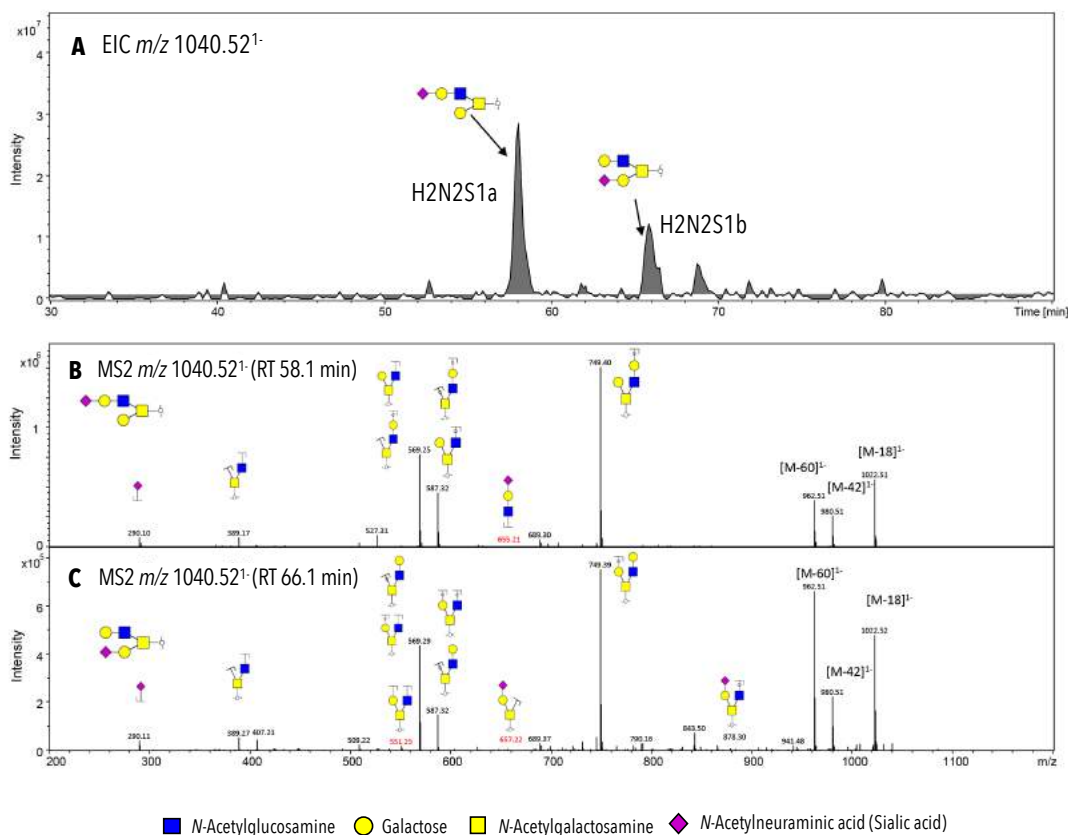 A EIC m/z 1040.52¹⁻
x10⁷
4
3
2
1
0
Intensity
H2N2S1a
H2N2S1b
30
40
50
60
70
80
Time [min]
B MS2 m/z 1040.52¹⁻ (RT 58.1 min)
x10⁶
1
0
Intensity
290.10
389.17
527.31
569.25
587.32
655.21
689.30
749.40
[M-60]¹⁻
962.51
[M-42]¹⁻
980.51
[M-18]¹⁻
1022.51
C MS2 m/z 1040.52¹⁻ (RT 66.1 min)
x10⁵
6
4
2
0
Intensity
290.11
389.27
407.21
509.22
551.25
569.29
587.32
657.22
689.37
749.39
790.16
843.50
878.30
941.48
[M-60]¹⁻
962.51
[M-42]¹⁻
980.51
[M-18]¹⁻
1022.52
200
300
400
500
600
700
800
900
1000
1100
m/z
N-Acetylglucosamine Galactose N-Acetylgalactosamine N-Acetylneuraminic acid (Sialic acid)